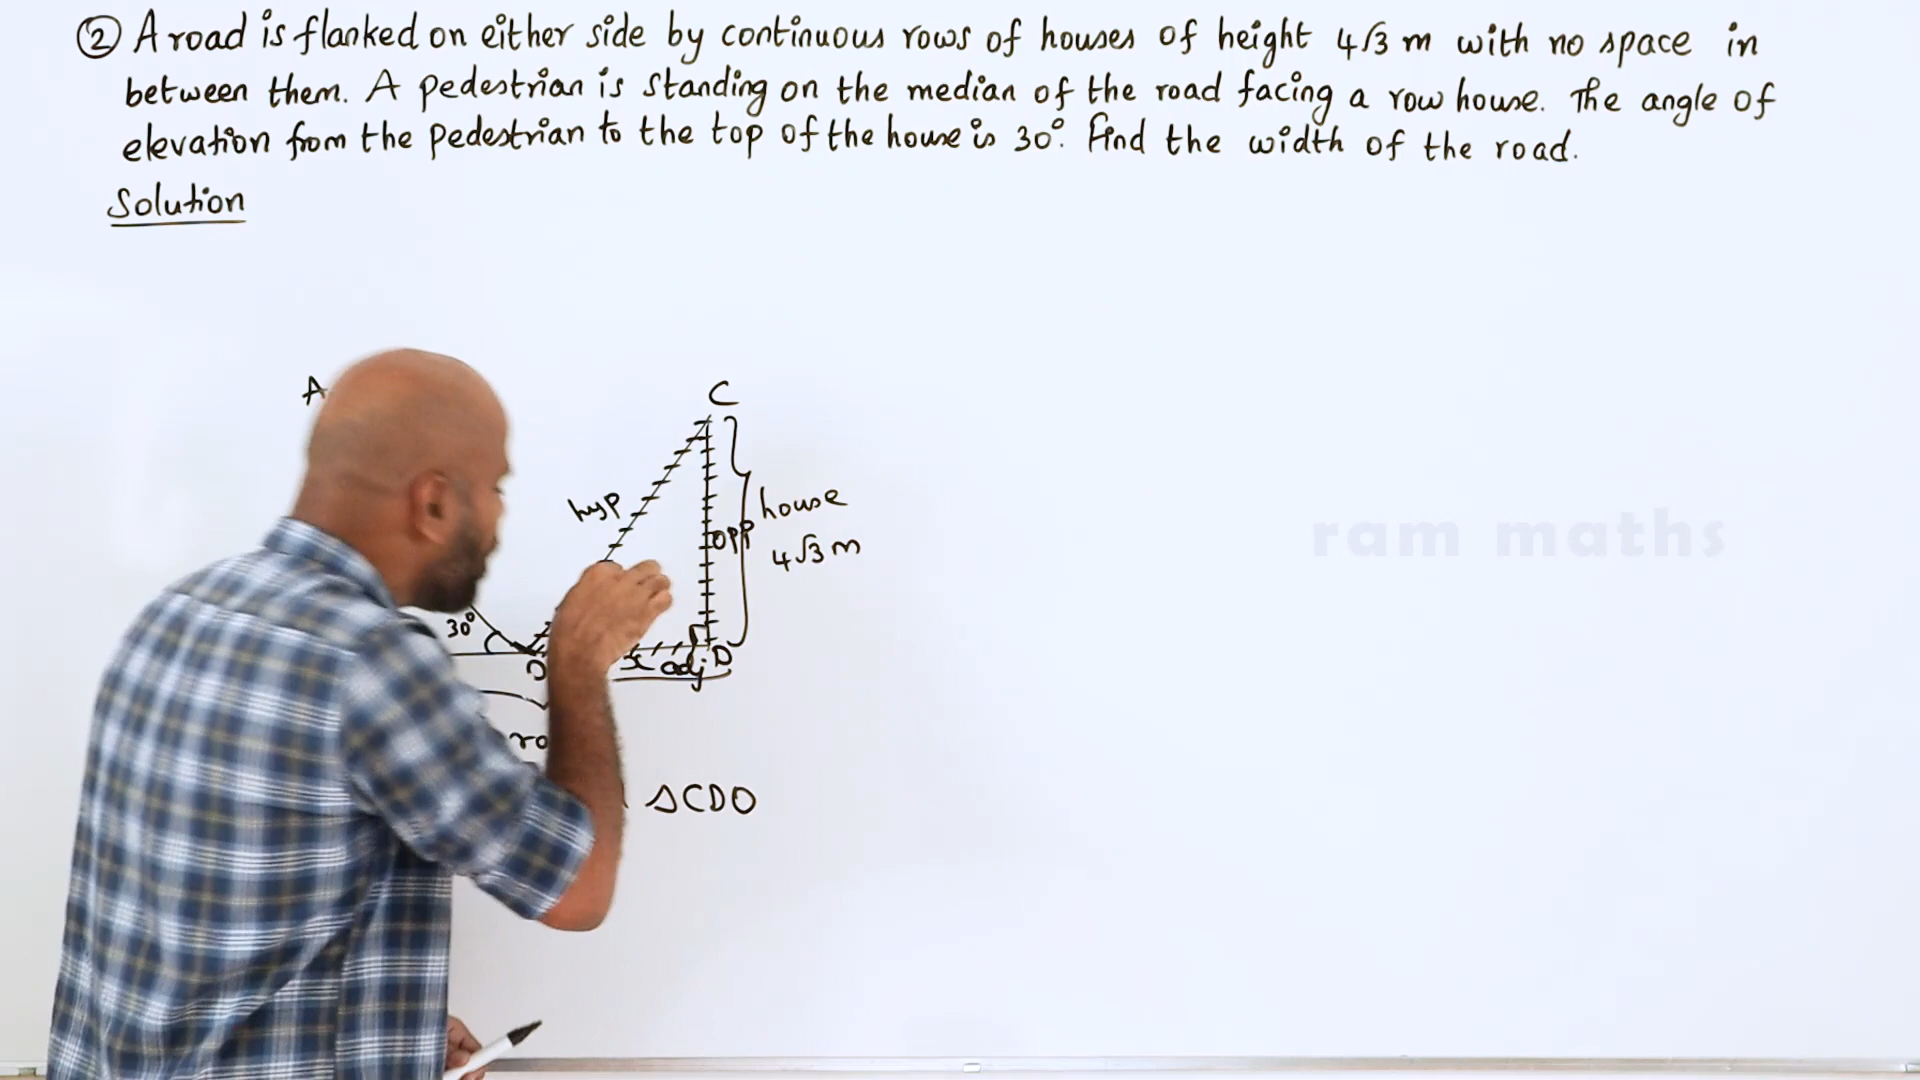 ② A road is flanked on either side by continuous rows of houses of height 4√3 m with no space in
between them. A pedestrian is standing on the median of the road facing a row house. The angle of
elevation from the pedestrian to the top of the house is 30°. Find the width of the road.
Solution
A
C
hyp
opp
house
4√3 m
30°
O
x adj D
ro
ΔCDO
ram maths